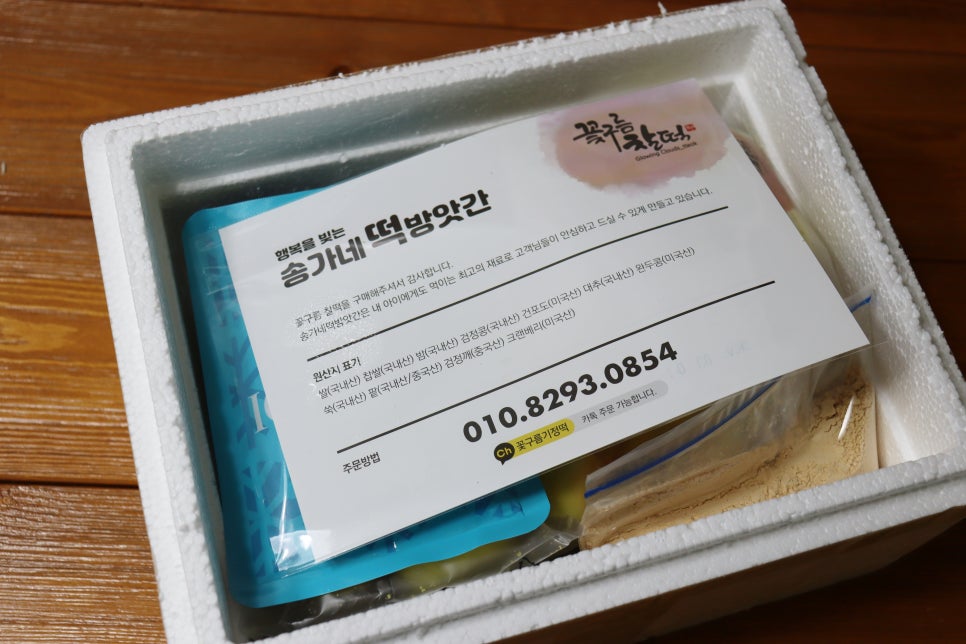 꽃구름
찰떡
Glowing Clouds_tteok
행복을 빚는
송가네떡방앗간
꽃구름 찰떡을 구매해주셔서 감사합니다.
송가네떡방앗간은 내 아이에게도 먹이는 최고의 재료로 고객님들이 안심하고 드실 수 있게 만들고 있습니다.
원산지 표기
쌀(국내산) 찹쌀(국내산) 밤(국내산) 검정콩(국내산) 건포도(미국산) 대추(국내산) 완두콩(미국산)
쑥(국내산) 팥(국내산/중국산) 검정깨(중국산) 크랜베리(미국산)
주문방법
010.8293.0854
Ch 꽃구름기정떡 카톡 주문 가능합니다.